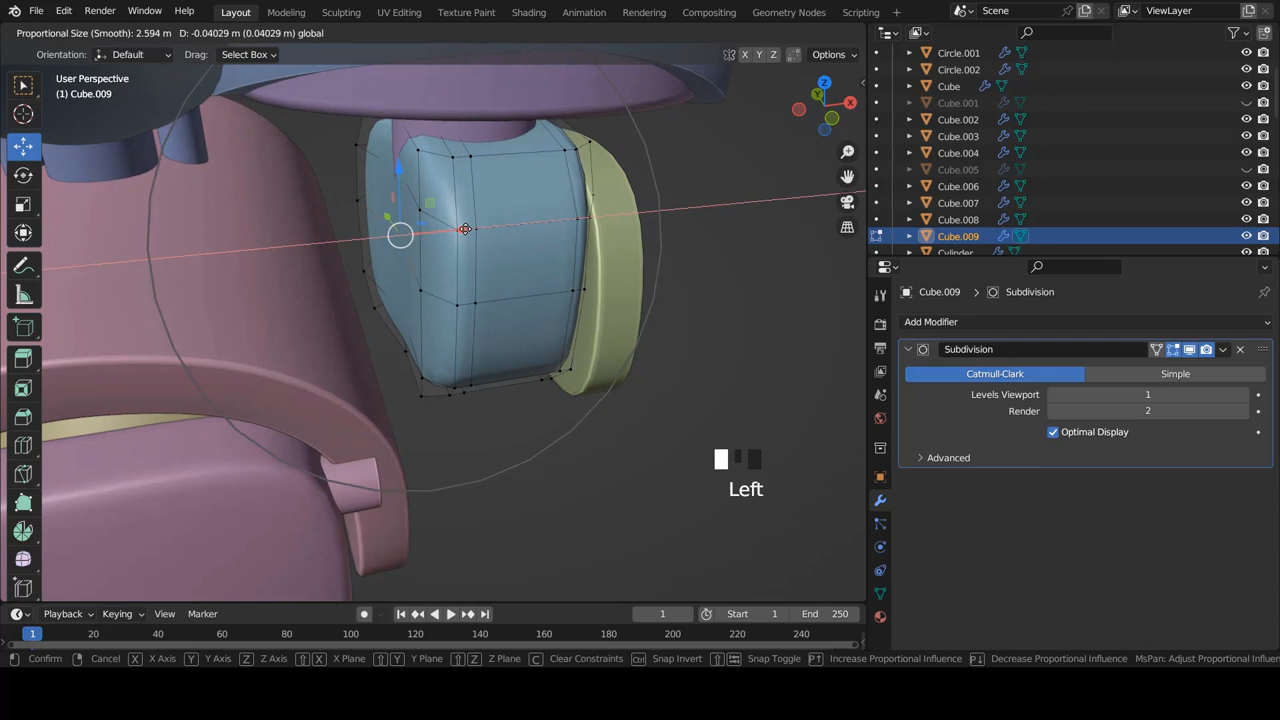 File Edit Render Window Help Layout Modeling Sculpting UV Editing Texture Paint Shading Animation Rendering Compositing Geometry Nodes Scripting Scene ViewLayer
Proportional Size (Smooth): 2.594 m D: -0.04029 m (0.04029 m) global
Orientation: Default Drag: Select Box X Y Z Options
User Perspective
(1) Cube.009
Z
Y
X
Circle.001
Circle.002
Cube
Cube.001
Cube.002
Cube.003
Cube.004
Cube.005
Cube.006
Cube.007
Cube.008
Cube.009
Cylinder
Cube.009 > Subdivision
Add Modifier
Subdivision
Catmull-Clark Simple
Levels Viewport 1
Render 2
Optimal Display
Advanced
Left
Playback Keying View Marker 1 Start 1 End 250
1 20 40 60 80 100 120 140 160 180 200 220 240
Confirm Cancel X X Axis Y Y Axis Z Z Axis X X Plane Y Y Plane Z Z Plane C Clear Constraints Ctrl Snap Invert Snap Toggle Increase Proportional Influence Decrease Proportional Influence MsPan: Adjust Proportional Influer